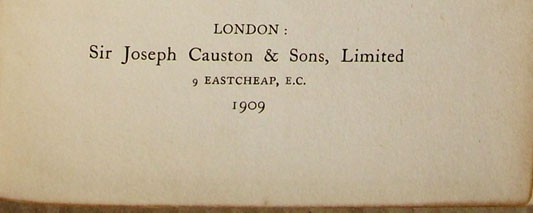 LONDON:
Sir Joseph Causton & Sons, Limited
9 EASTCHEAP, E.C.
1909